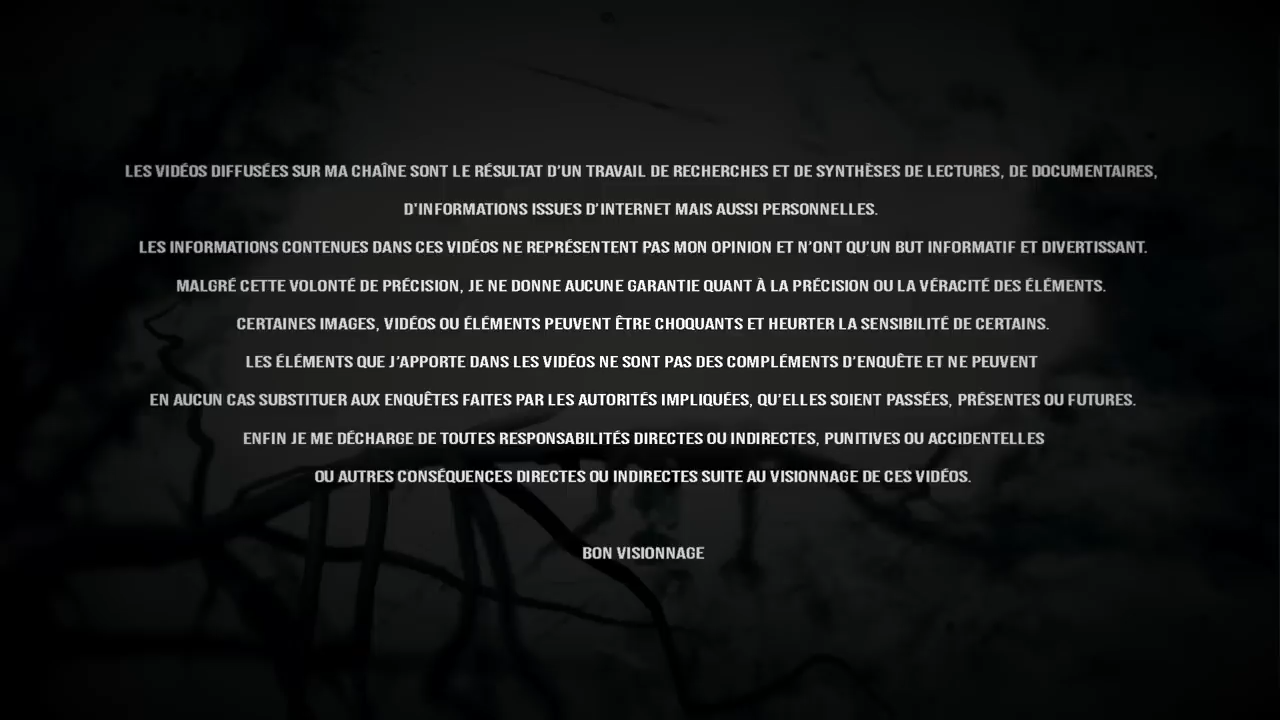 LES VIDÉOS DIFFUSÉES SUR MA CHAÎNE SONT LE RÉSULTAT D'UN TRAVAIL DE RECHERCHES ET DE SYNTHÈSES DE LECTURES, DE DOCUMENTAIRES,
D'INFORMATIONS ISSUES D'INTERNET MAIS AUSSI PERSONNELLES.
LES INFORMATIONS CONTENUES DANS CES VIDÉOS NE REPRÉSENTENT PAS MON OPINION ET N'ONT QU'UN BUT INFORMATIF ET DIVERTISSANT.
MALGRÉ CETTE VOLONTÉ DE PRÉCISION, JE NE DONNE AUCUNE GARANTIE QUANT À LA PRÉCISION OU LA VÉRACITÉ DES ÉLÉMENTS.
CERTAINES IMAGES, VIDÉOS OU ÉLÉMENTS PEUVENT ÊTRE CHOQUANTS ET HEURTER LA SENSIBILITÉ DE CERTAINS.
LES ÉLÉMENTS QUE J'APPORTE DANS LES VIDÉOS NE SONT PAS DES COMPLÉMENTS D'ENQUÊTE ET NE PEUVENT
EN AUCUN CAS SUBSTITUER AUX ENQUÊTES FAITES PAR LES AUTORITÉS IMPLIQUÉES, QU'ELLES SOIENT PASSÉES, PRÉSENTES OU FUTURES.
ENFIN JE ME DÉCHARGE DE TOUTES RESPONSABILITÉS DIRECTES OU INDIRECTES, PUNITIVES OU ACCIDENTELLES
OU AUTRES CONSÉQUENCES DIRECTES OU INDIRECTES SUITE AU VISIONNAGE DE CES VIDÉOS.
BON VISIONNAGE